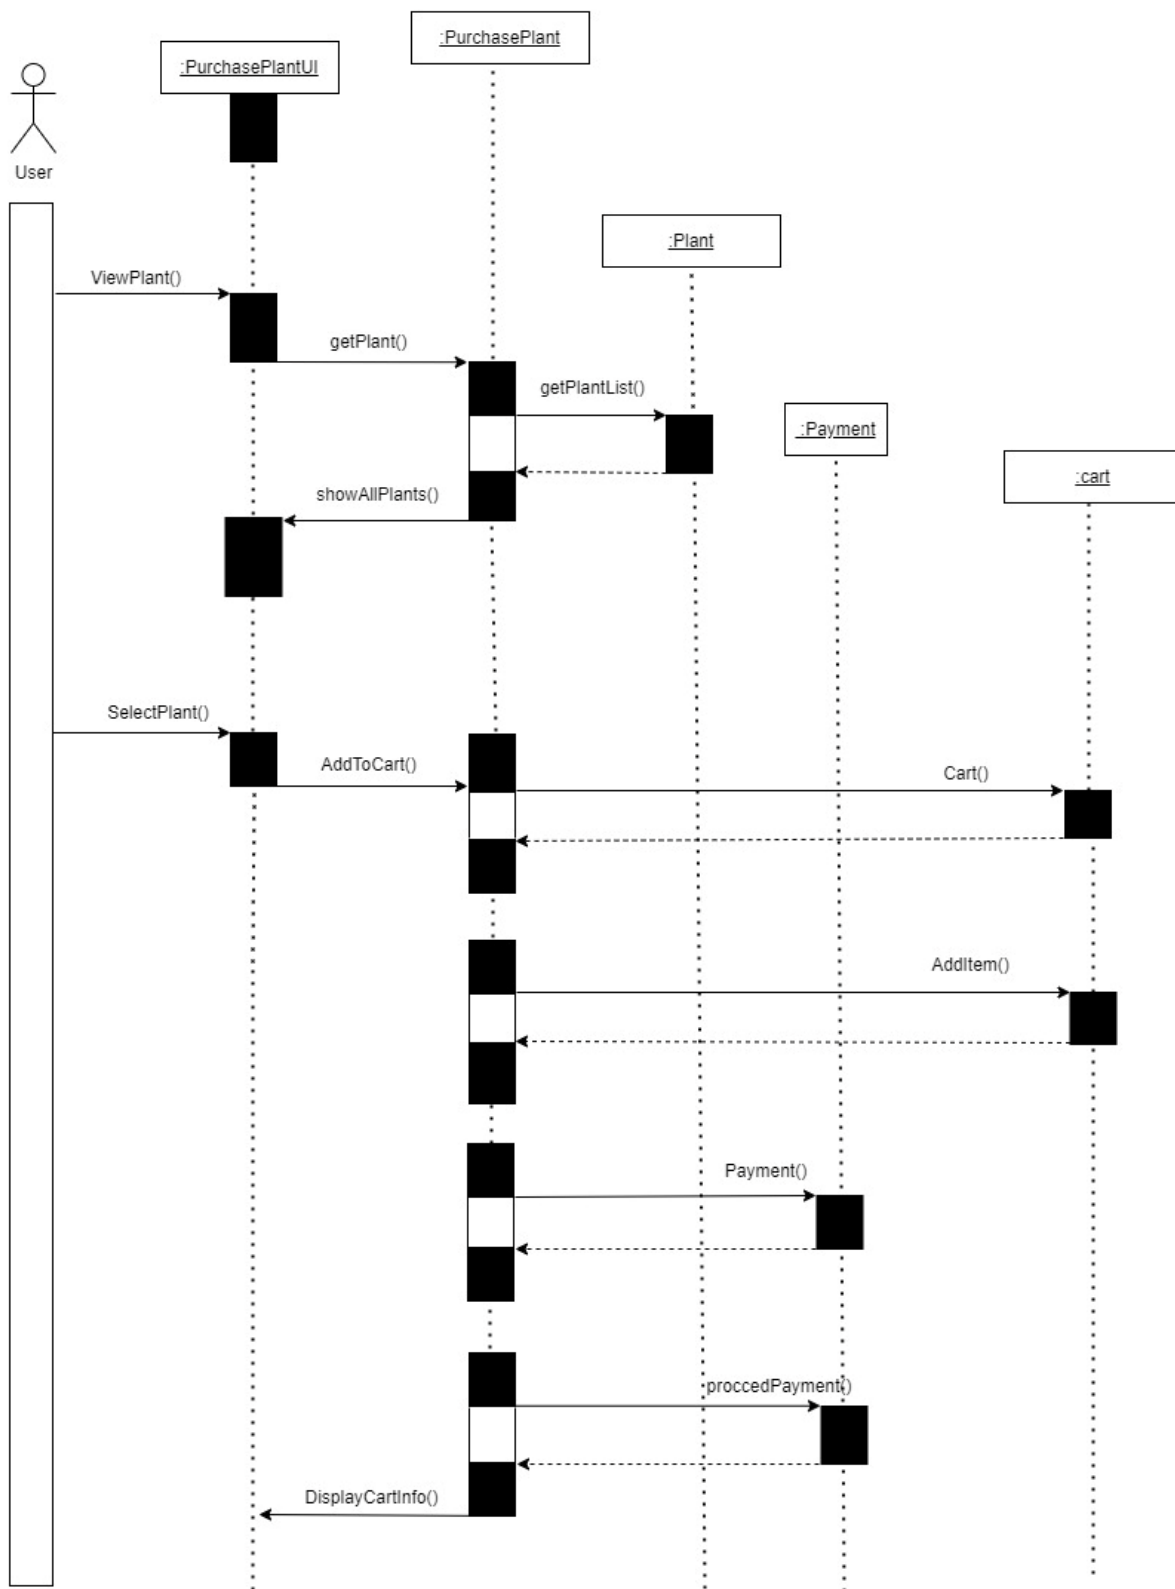 :PurchasePlant
:PurchasePlantUI
User
:Plant
ViewPlant()
getPlant()
getPlantList()
:Payment
:cart
showAllPlants()
SelectPlant()
AddToCart()
Cart()
AddItem()
Payment()
proccedPayment()
DisplayCartInfo()